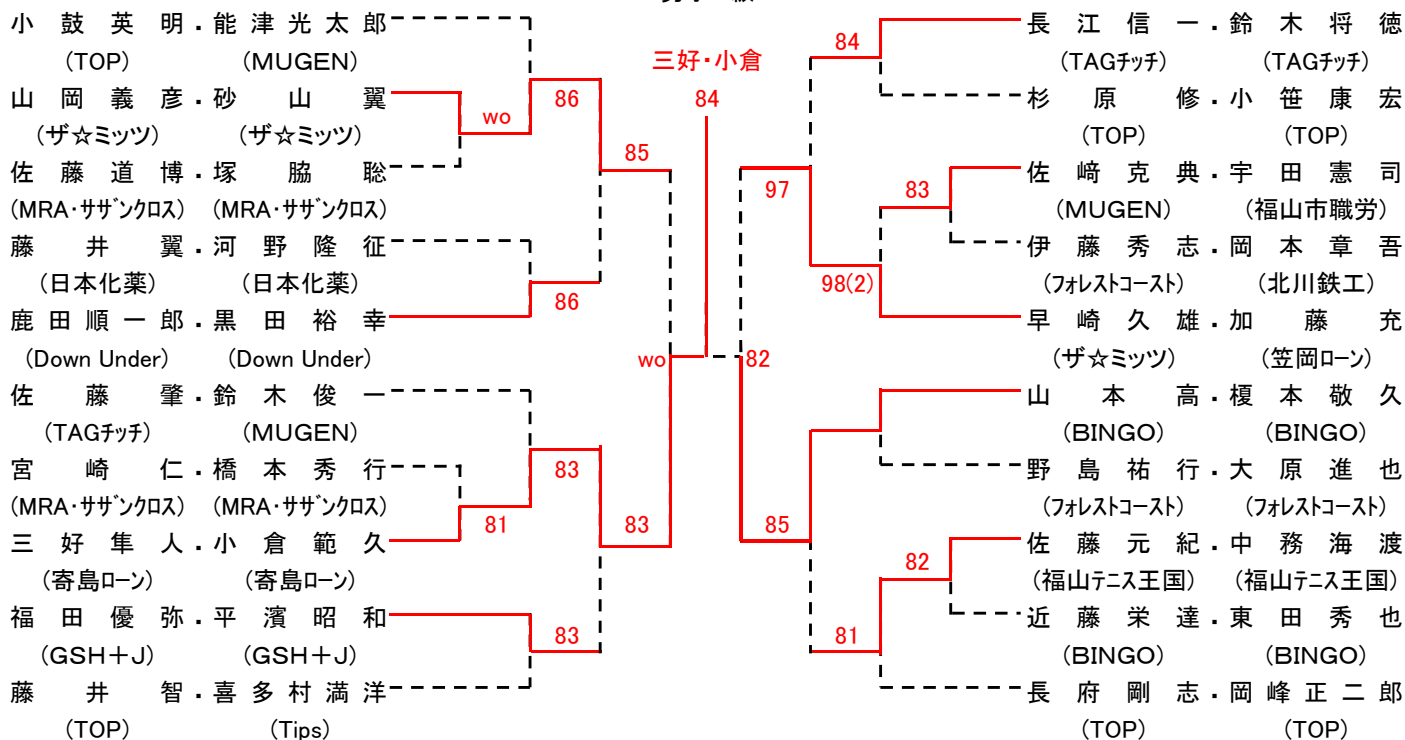 小鼓英明・能津光太郎
(TOP) (MUGEN)
山岡義彦・砂山翼
(ザ☆ミッツ) (ザ☆ミッツ)
佐藤道博・塚脇聡
(MRA・サザンクロス) (MRA・サザンクロス)
藤井翼・河野隆征
(日本化薬) (日本化薬)
鹿田順一郎・黒田裕幸
(Down Under) (Down Under)
佐藤肇・鈴木俊一
(TAGチッチ) (MUGEN)
宮崎仁・橋本秀行
(MRA・サザンクロス) (MRA・サザンクロス)
三好隼人・小倉範久
(寄島ローン) (寄島ローン)
福田優弥・平濱昭和
(GSH+J) (GSH+J)
藤井智・喜多村満洋
(TOP) (Tips)
wo
86
85
86
81
83
83
83
wo
三好・小倉
84
82
97
85
84
83
98(2)
82
81
長江信一・鈴木将徳
(TAGチッチ) (TAGチッチ)
杉原修・小笹康宏
(TOP) (TOP)
佐﨑克典・宇田憲司
(MUGEN) (福山市職労)
伊藤秀志・岡本章吾
(フォレストコースト) (北川鉄工)
早崎久雄・加藤充
(ザ☆ミッツ) (笠岡ローン)
山本高・榎本敬久
(BINGO) (BINGO)
野島祐行・大原進也
(フォレストコースト) (フォレストコースト)
佐藤元紀・中務海渡
(福山テニス王国) (福山テニス王国)
近藤栄達・東田秀也
(BINGO) (BINGO)
長府剛志・岡峰正二郎
(TOP) (TOP)